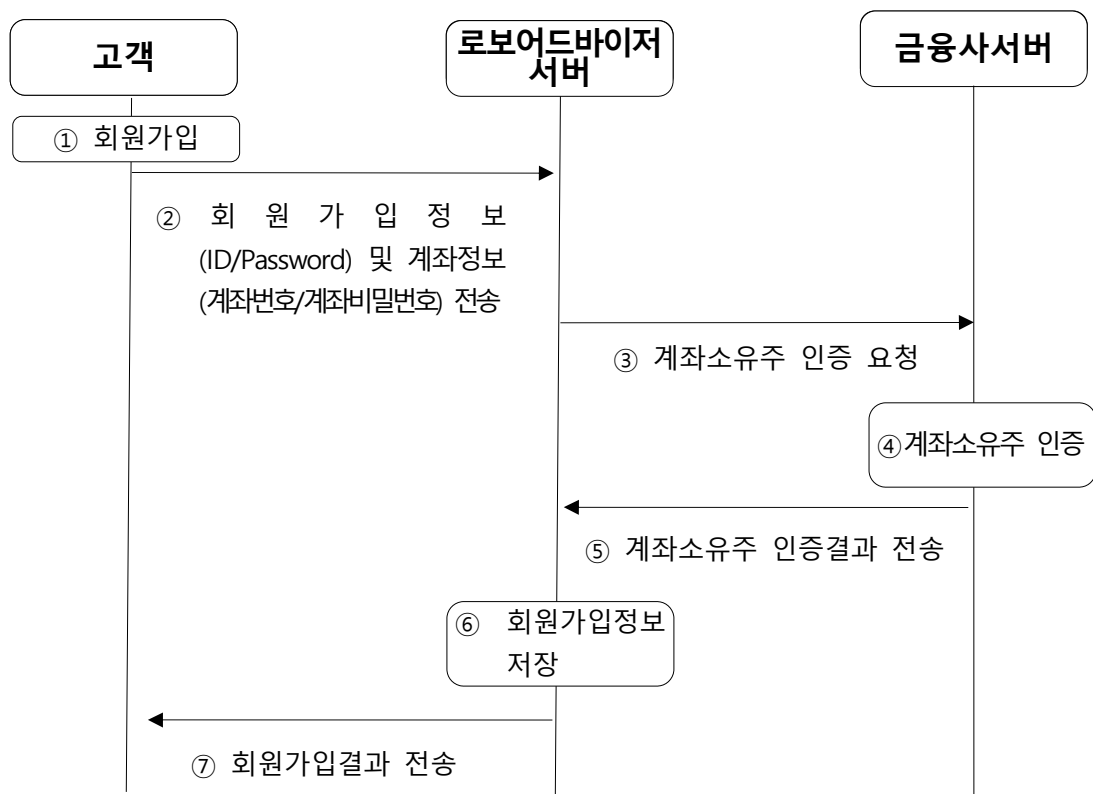 고객
로보어드바이저
서버
금융사서버
① 회원가입
② 회 원 가 입 정 보
(ID/Password) 및 계좌정보
(계좌번호/계좌비밀번호) 전송
③ 계좌소유주 인증 요청
④계좌소유주 인증
⑤ 계좌소유주 인증결과 전송
⑥ 회원가입정보
저장
⑦ 회원가입결과 전송